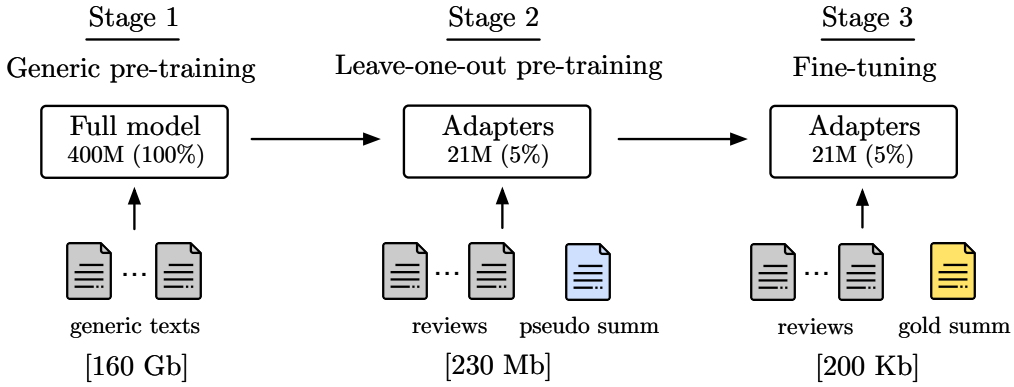 Stage 1
Generic pre-training
Full model
400M (100%)
...
generic texts
[160 Gb]
Stage 2
Leave-one-out pre-training
Adapters
21M (5%)
...
reviews
pseudo summ
[230 Mb]
Stage 3
Fine-tuning
Adapters
21M (5%)
...
reviews
gold summ
[200 Kb]